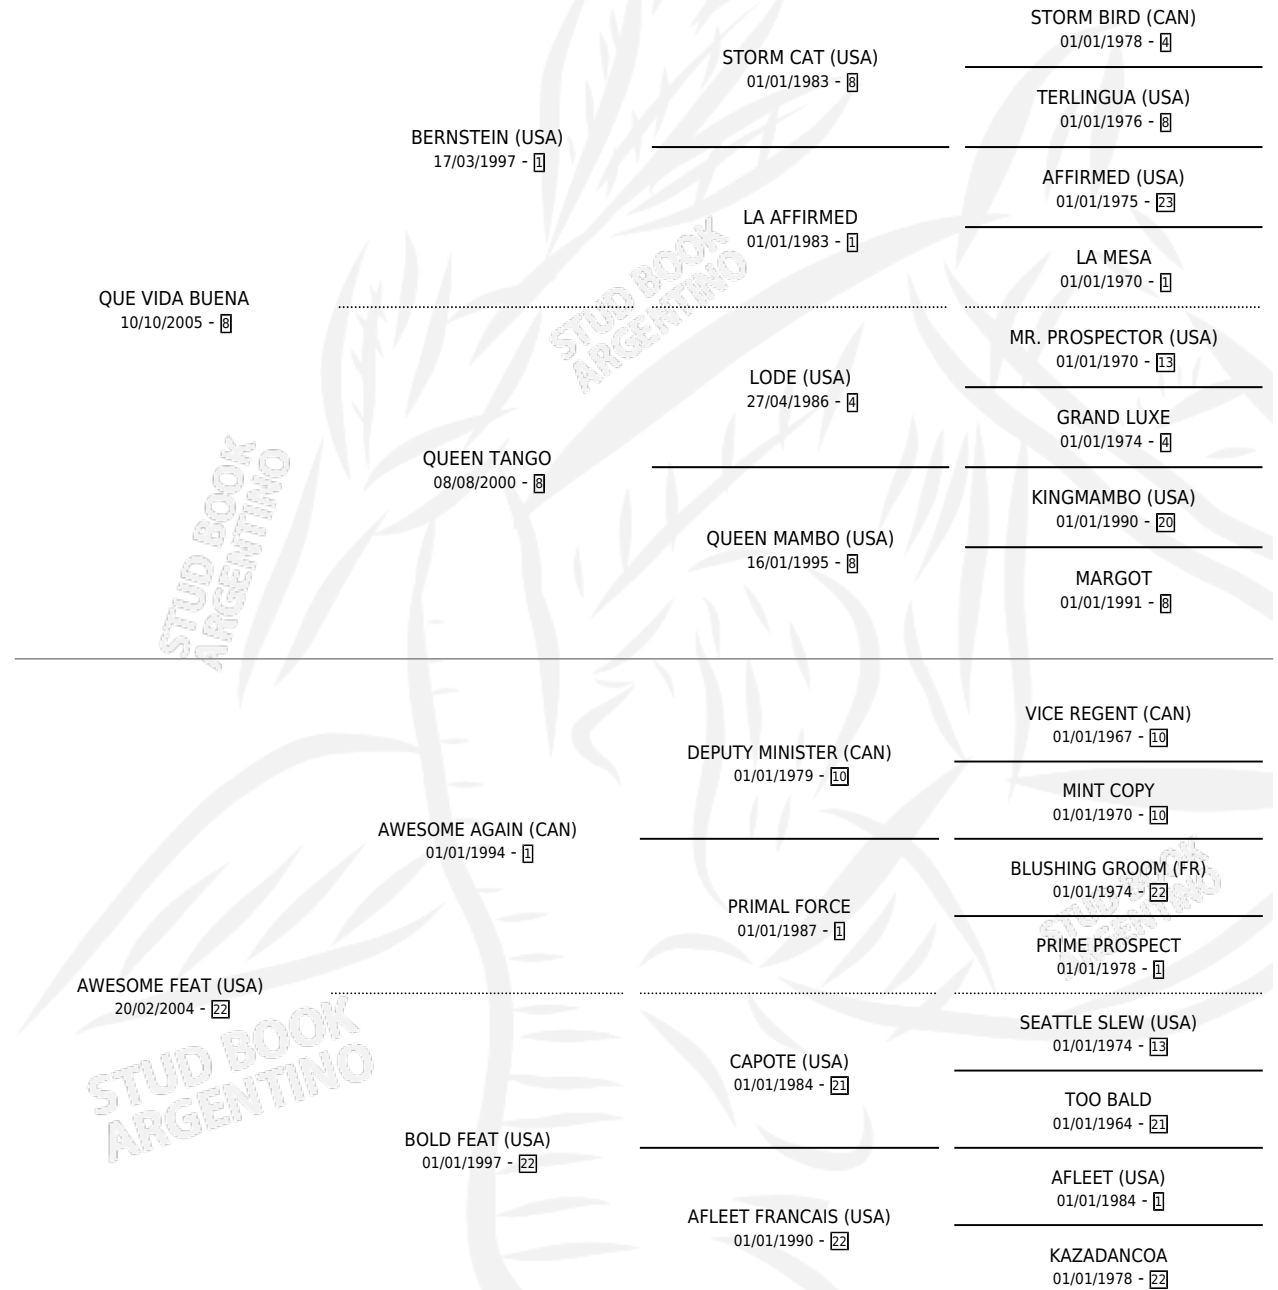 STORM BIRD (CAN)
01/01/1978 - 4
STORM CAT (USA)
01/01/1983 - 8
TERLINGUA (USA)
01/01/1976 - 8
BERNSTEIN (USA)
17/03/1997 - 1
AFFIRMED (USA)
01/01/1975 - 23
LA AFFIRMED
01/01/1983 - 1
LA MESA
01/01/1970 - 1
QUE VIDA BUENA
10/10/2005 - 8
MR. PROSPECTOR (USA)
01/01/1970 - 13
LODE (USA)
27/04/1986 - 4
GRAND LUXE
01/01/1974 - 4
QUEEN TANGO
08/08/2000 - 8
KINGMAMBO (USA)
01/01/1990 - 20
QUEEN MAMBO (USA)
16/01/1995 - 8
MARGOT
01/01/1991 - 8
STUD BOOK
ARGENTINO
STUD BOOK
ARGENTINO
VICE REGENT (CAN)
01/01/1967 - 10
DEPUTY MINISTER (CAN)
01/01/1979 - 10
MINT COPY
01/01/1970 - 10
AWESOME AGAIN (CAN)
01/01/1994 - 1
BLUSHING GROOM (FR)
01/01/1974 - 22
PRIMAL FORCE
01/01/1987 - 1
PRIME PROSPECT
01/01/1978 - 1
AWESOME FEAT (USA)
20/02/2004 - 22
SEATTLE SLEW (USA)
01/01/1974 - 13
CAPOTE (USA)
01/01/1984 - 21
TOO BALD
01/01/1964 - 21
BOLD FEAT (USA)
01/01/1997 - 22
AFLEET (USA)
01/01/1984 - 1
AFLEET FRANCAIS (USA)
01/01/1990 - 22
KAZADANCOA
01/01/1978 - 22
STUD BOOK
ARGENTINO
STUD BOOK
ARGENTINO